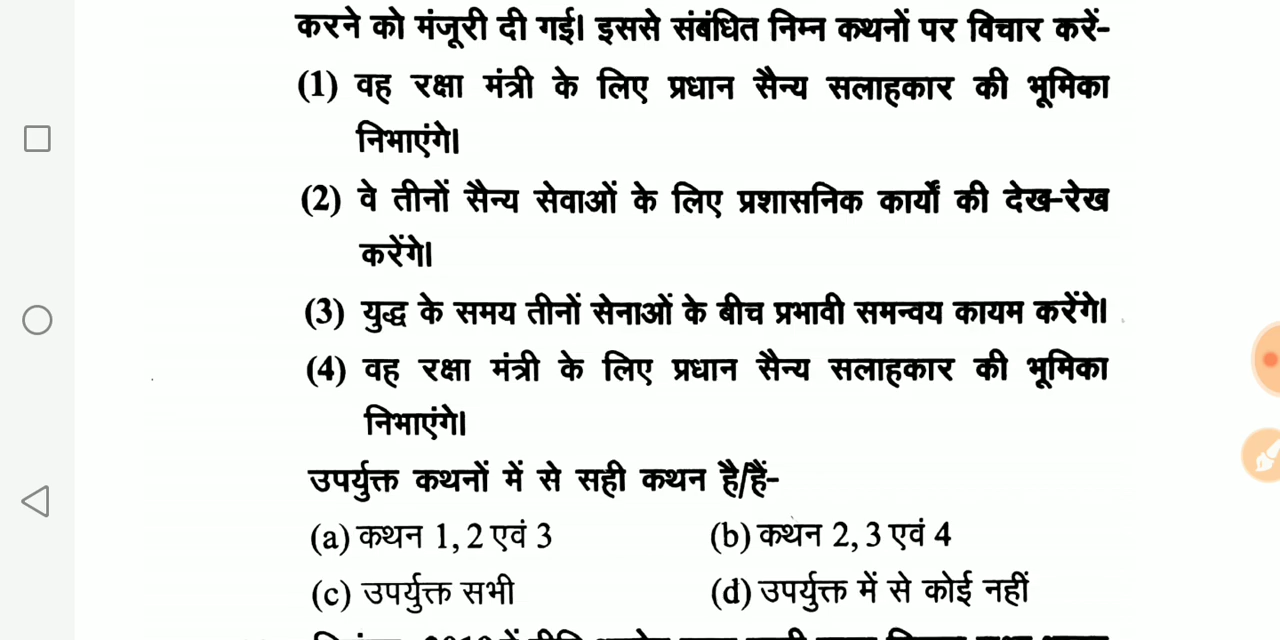 करने को मंजूरी दी गई। इससे संबंधित निम्न कथनों पर विचार करें-
(1) वह रक्षा मंत्री के लिए प्रधान सैन्य सलाहकार की भूमिका
निभाएंगे।
(2) वे तीनों सैन्य सेवाओं के लिए प्रशासनिक कार्यों की देख-रेख
करेंगे।
(3) युद्ध के समय तीनों सेनाओं के बीच प्रभावी समन्वय कायम करेंगे।
(4) वह रक्षा मंत्री के लिए प्रधान सैन्य सलाहकार की भूमिका
निभाएंगे।
उपर्युक्त कथनों में से सही कथन है/हैं-
(a) कथन 1, 2 एवं 3 (b) कथन 2, 3 एवं 4
(c) उपर्युक्त सभी (d) उपर्युक्त में से कोई नहीं